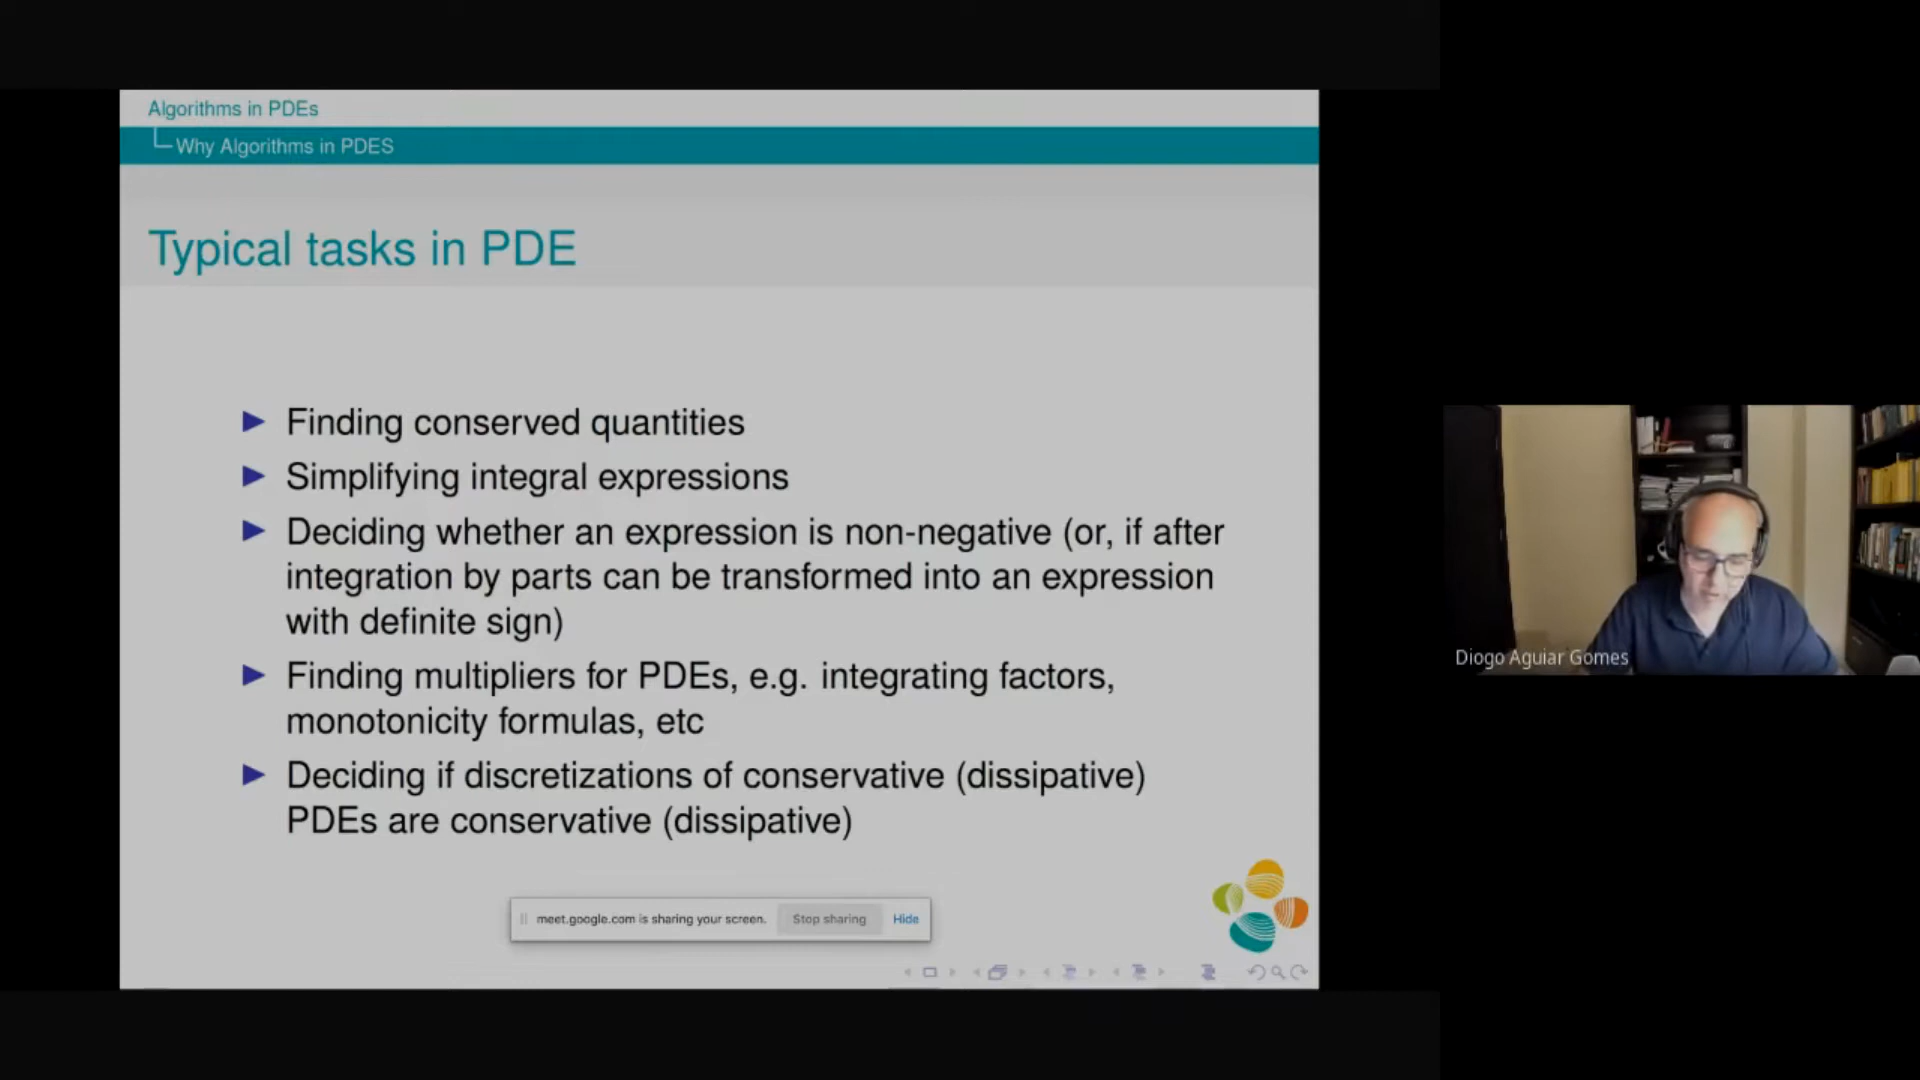 Algorithms in PDEs
Why Algorithms in PDES
Typical tasks in PDE
Finding conserved quantities
Simplifying integral expressions
Deciding whether an expression is non-negative (or, if after
integration by parts can be transformed into an expression
with definite sign)
Finding multipliers for PDEs, e.g. integrating factors,
monotonicity formulas, etc
Deciding if discretizations of conservative (dissipative)
PDEs are conservative (dissipative)
meet.google.com is sharing your screen. Stop sharing Hide
Diogo Aguiar Gomes